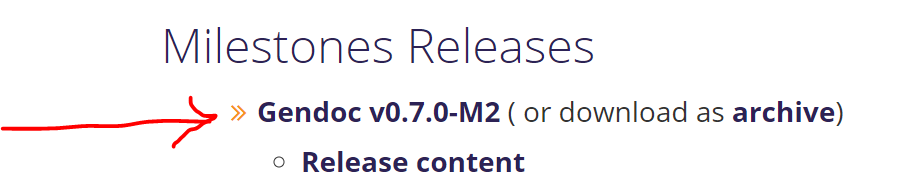 Milestones Releases
» Gendoc v0.7.0-M2 ( or download as archive)
○ Release content